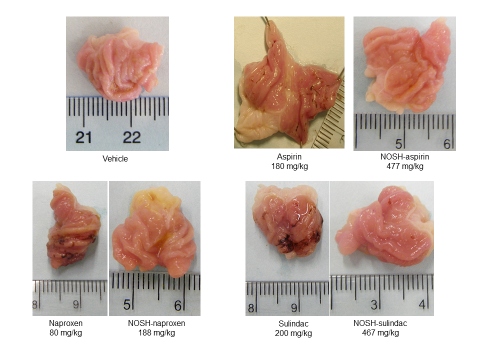 21 22
Vehicle
5 6
Aspirin
180 mg/kg
NOSH-aspirin
477 mg/kg
8 9
5 6
Naproxen
80 mg/kg
NOSH-naproxen
188 mg/kg
8 9
3 4
Sulindac
200 mg/kg
NOSH-sulindac
467 mg/kg